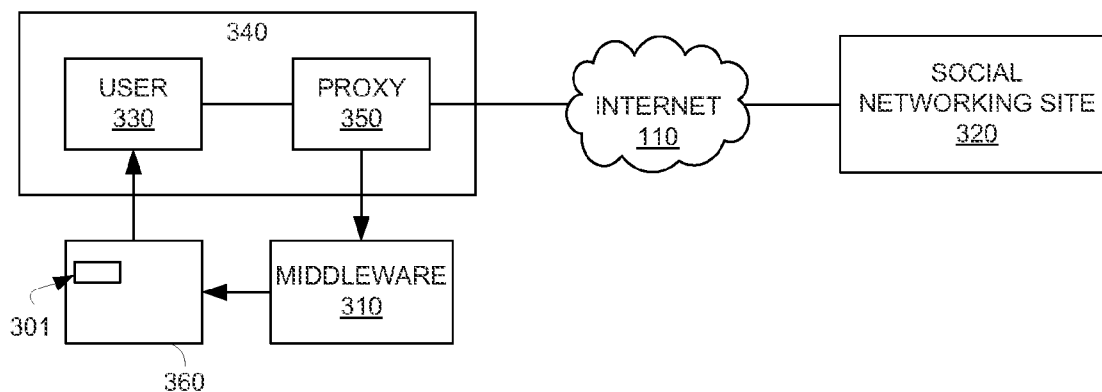 340
USER
330
PROXY
350
INTERNET
110
SOCIAL
NETWORKING SITE
320
MIDDLEWARE
310
301
360